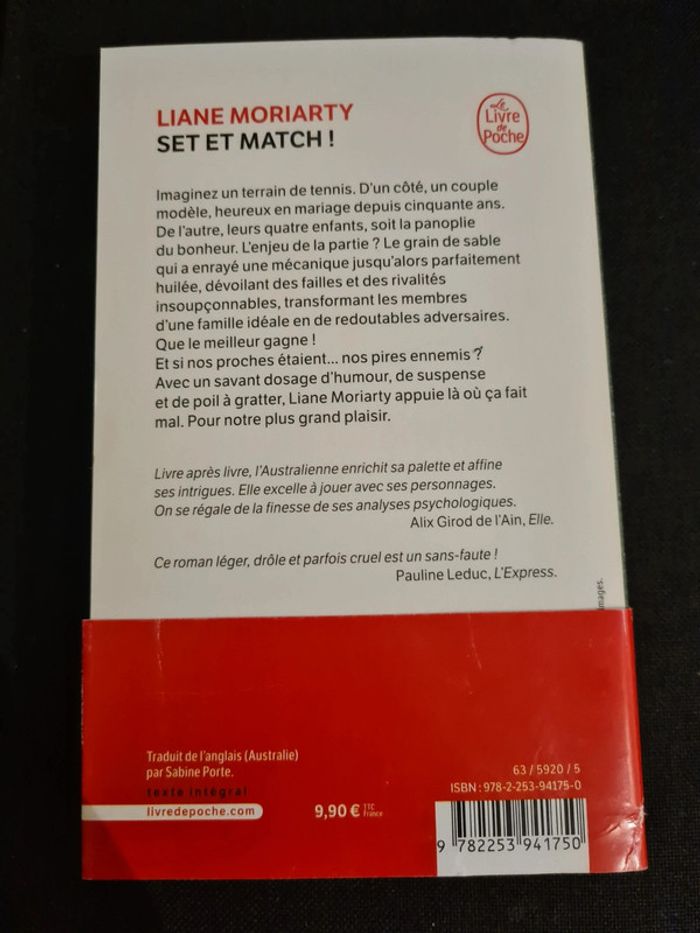 LIANE MORIARTY
SET ET MATCH !
Le
Livre
de
Poche
Imaginez un terrain de tennis. D'un côté, un couple
modèle, heureux en mariage depuis cinquante ans.
De l'autre, leurs quatre enfants, soit la panoplie
du bonheur. L'enjeu de la partie ? Le grain de sable
qui a enrayé une mécanique jusqu'alors parfaitement
huilée, dévoilant des failles et des rivalités
insoupçonnables, transformant les membres
d'une famille idéale en de redoutables adversaires.
Que le meilleur gagne !
Et si nos proches étaient... nos pires ennemis ?
Avec un savant dosage d'humour, de suspense
et de poil à gratter, Liane Moriarty appuie là où ça fait
mal. Pour notre plus grand plaisir.
Livre après livre, l'Australienne enrichit sa palette et affine
ses intrigues. Elle excelle à jouer avec ses personnages.
On se régale de la finesse de ses analyses psychologiques.
Alix Girod de l'Ain, Elle.
Ce roman léger, drôle et parfois cruel est un sans-faute !
Pauline Leduc, L'Express.
images.
Traduit de l'anglais (Australie)
par Sabine Porte.
texte intégral
livredepoche.com
9,90 € TTC
France
63 / 5920 / 5
ISBN : 978-2-253-94175-0
9 782253 941750